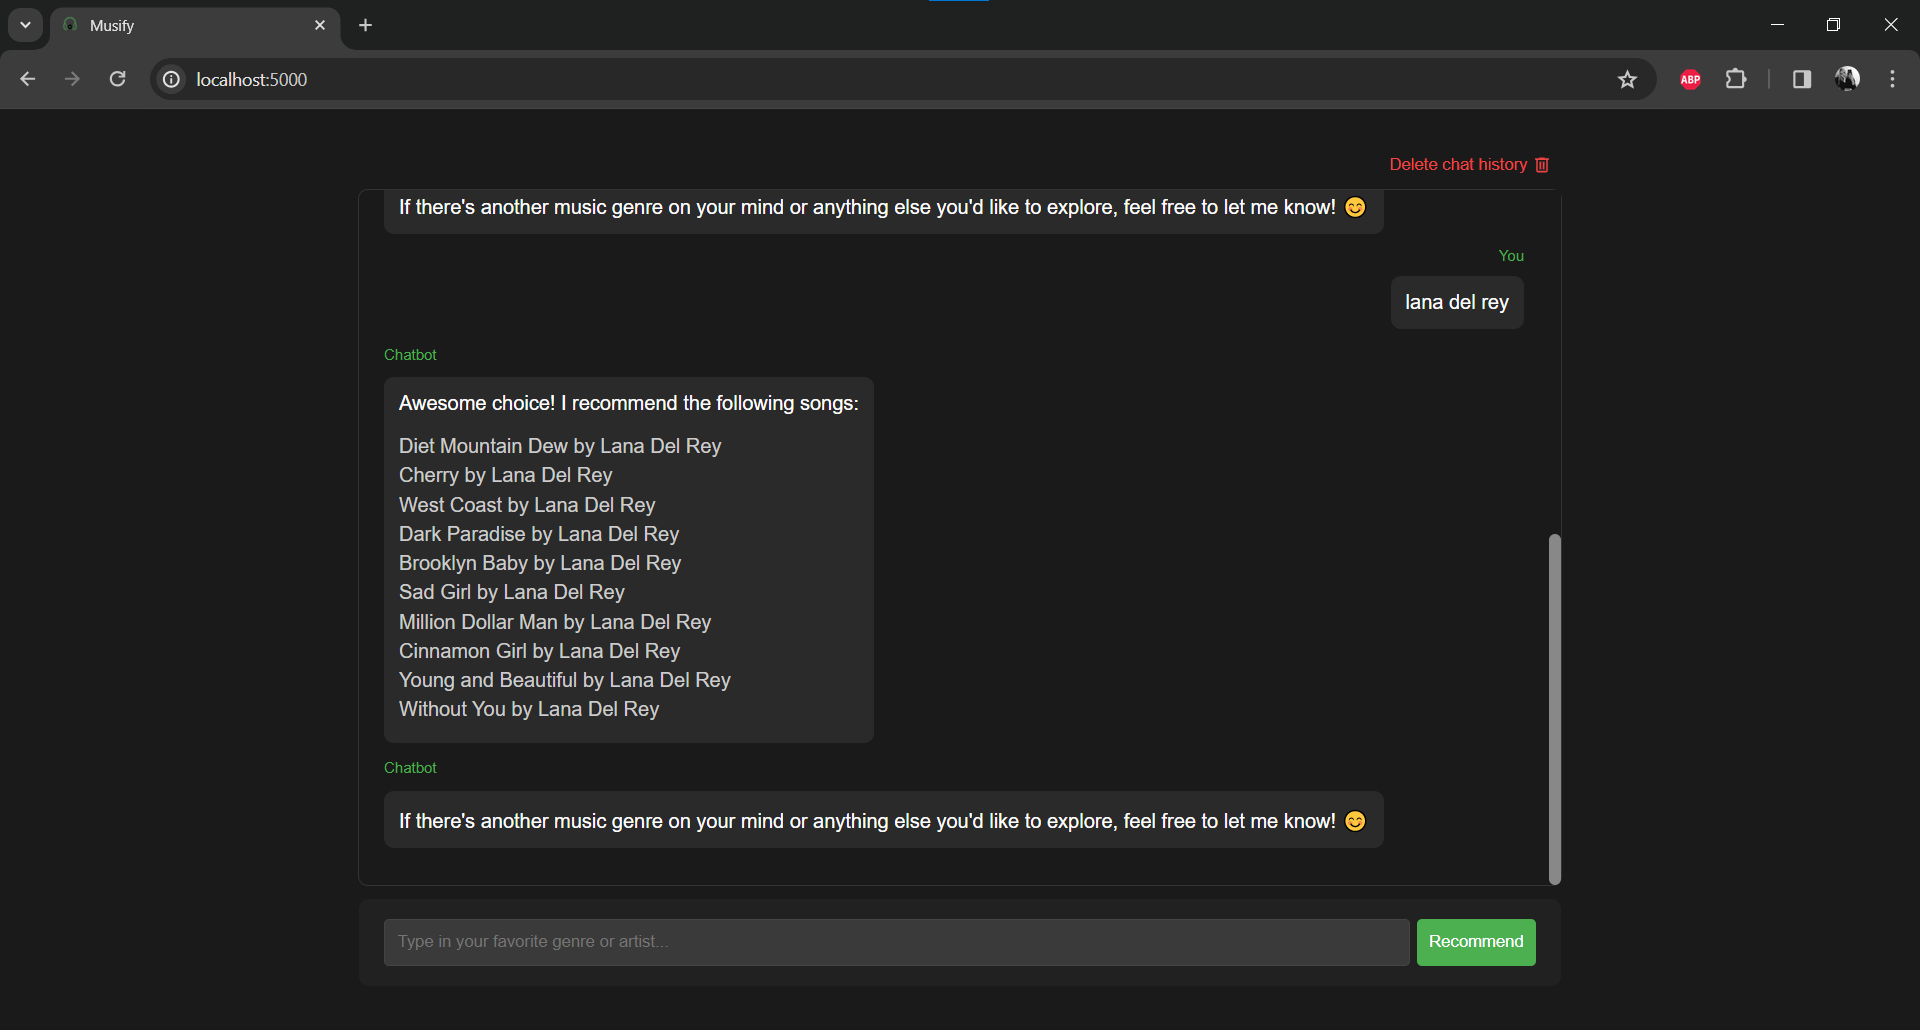 Musify
localhost:5000
ABP
Delete chat history
If there's another music genre on your mind or anything else you'd like to explore, feel free to let me know! 😊
You
lana del rey
Chatbot
Awesome choice! I recommend the following songs:
Diet Mountain Dew by Lana Del Rey
Cherry by Lana Del Rey
West Coast by Lana Del Rey
Dark Paradise by Lana Del Rey
Brooklyn Baby by Lana Del Rey
Sad Girl by Lana Del Rey
Million Dollar Man by Lana Del Rey
Cinnamon Girl by Lana Del Rey
Young and Beautiful by Lana Del Rey
Without You by Lana Del Rey
Chatbot
If there's another music genre on your mind or anything else you'd like to explore, feel free to let me know! 😊
Type in your favorite genre or artist...
Recommend